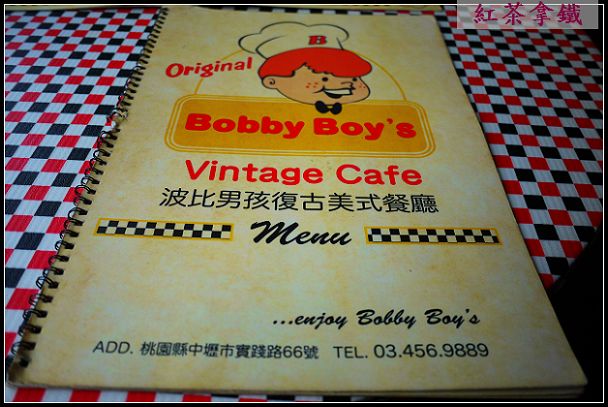 紅茶拿鐵
B
Original
Bobby Boy's
Vintage Cafe
波比男孩復古美式餐廳
Menu
...enjoy Bobby Boy's
ADD. 桃園縣中壢市實踐路66號 TEL. 03.456.9889